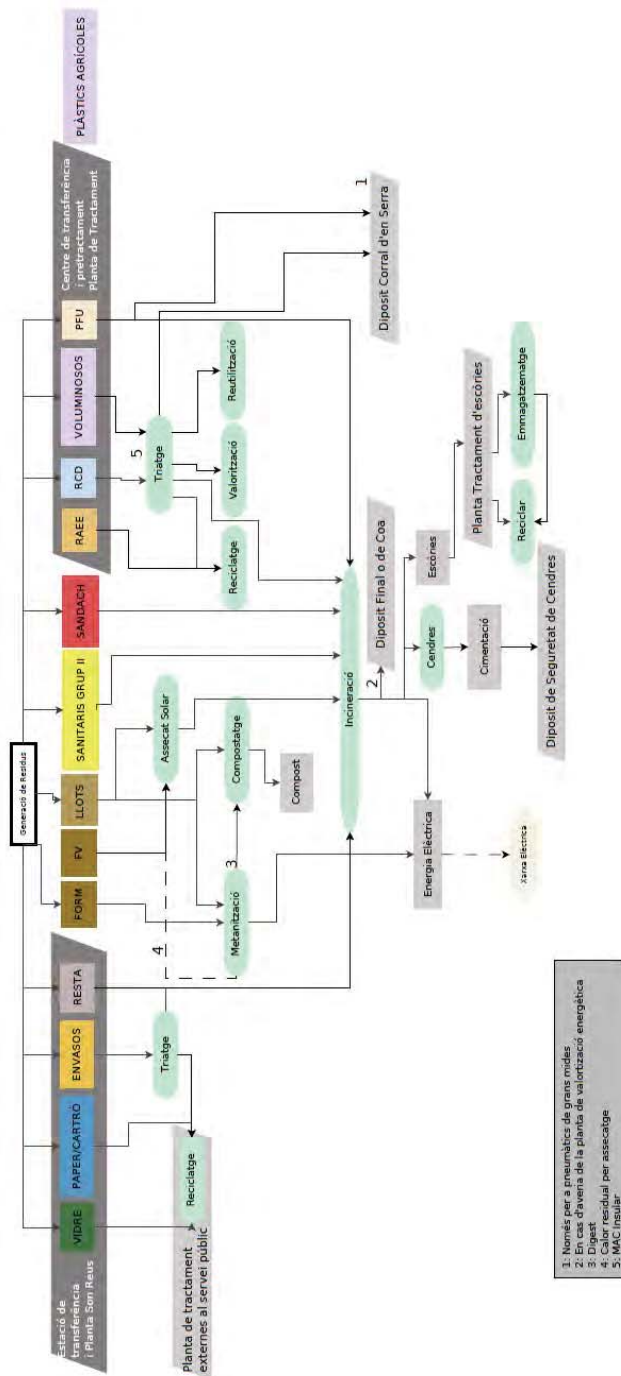 Generació de Residus
Estació de
transferència
i Planta Son Reus
VIDRE
PAPER/CARTRÓ
ENVASOS
RESTA
FORM
FV
LLOTS
SANITARIS GRUP II
SANDACH
RAEE
RCD
VOLUMINOSOS
PFU
Centre de transferència
i pretractament
Planta de Tractament
PLÀSTICS AGRÍCOLES
Triatge
4
Assecat Solar
Triatge
5
Planta de tractament
externes al servei públic
Reciclatge
Metanització
3
Compostatge
Reciclatge
Valorització
Reutilització
Compost
Incineració
Diposit Corral d'en Serra
1
2
Diposit Final o de Coa
Energia Elèctrica
Cendres
Escòries
Cimentació
Planta Tractament d'escòries
Xarxa Elèctrica
Reciclar
Emmagatzematge
Diposit de Seguretat de Cendres
1: Només per a pneumàtics de grans mides
2: En cas d'averia de la planta de valortizació energètica
3: Digest
4: Calor residual per assecatge
5: MAC Insular